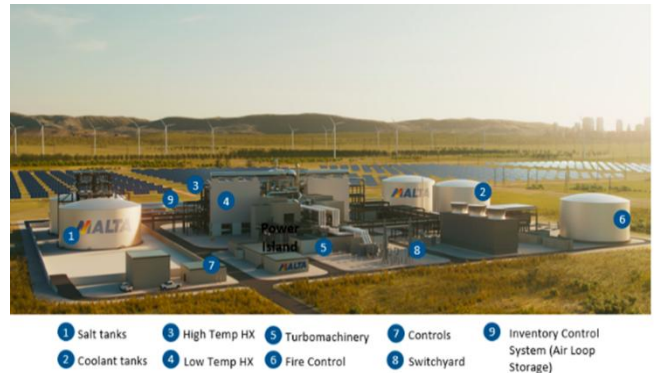 MALTA
2
3
9
4
MALTA
Power
Island
1
6
5
8
7
MALTA
1 Salt tanks
3 High Temp HX
5 Turbomachinery
7 Controls
9 Inventory Control
System (Air Loop
Storage)
2 Coolant tanks
4 Low Temp HX
6 Fire Control
8 Switchyard